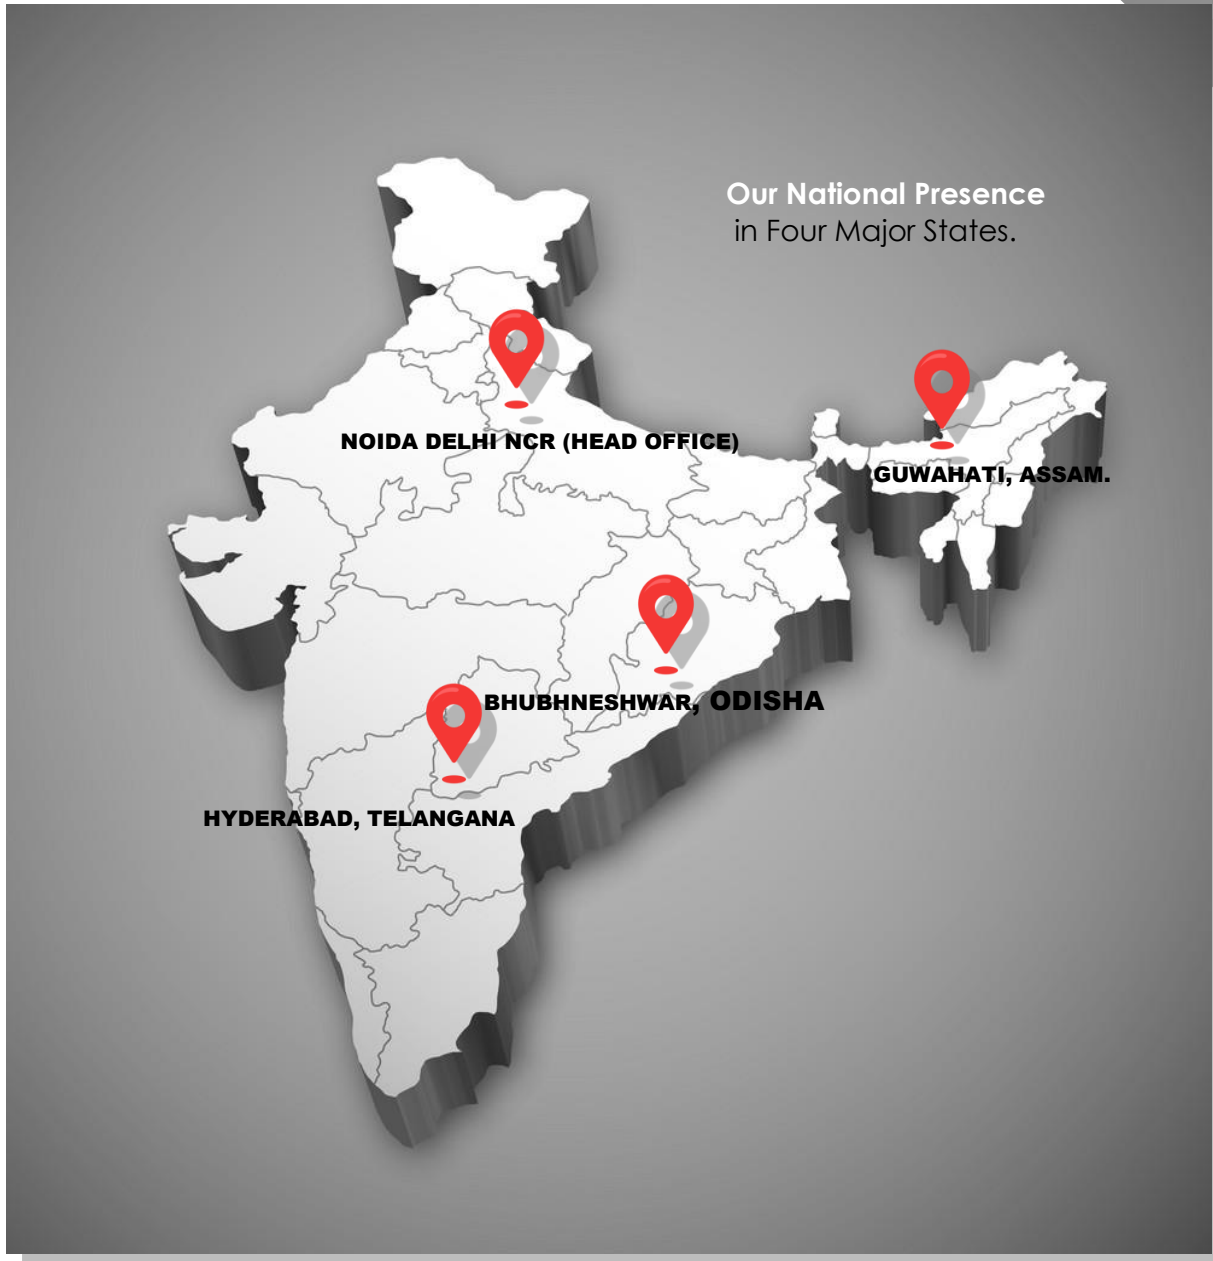 Our National Presence
in Four Major States.
NOIDA DELHI NCR (HEAD OFFICE)
GUWAHATI, ASSAM.
BHUBHNESHWAR, ODISHA
HYDERABAD, TELANGANA